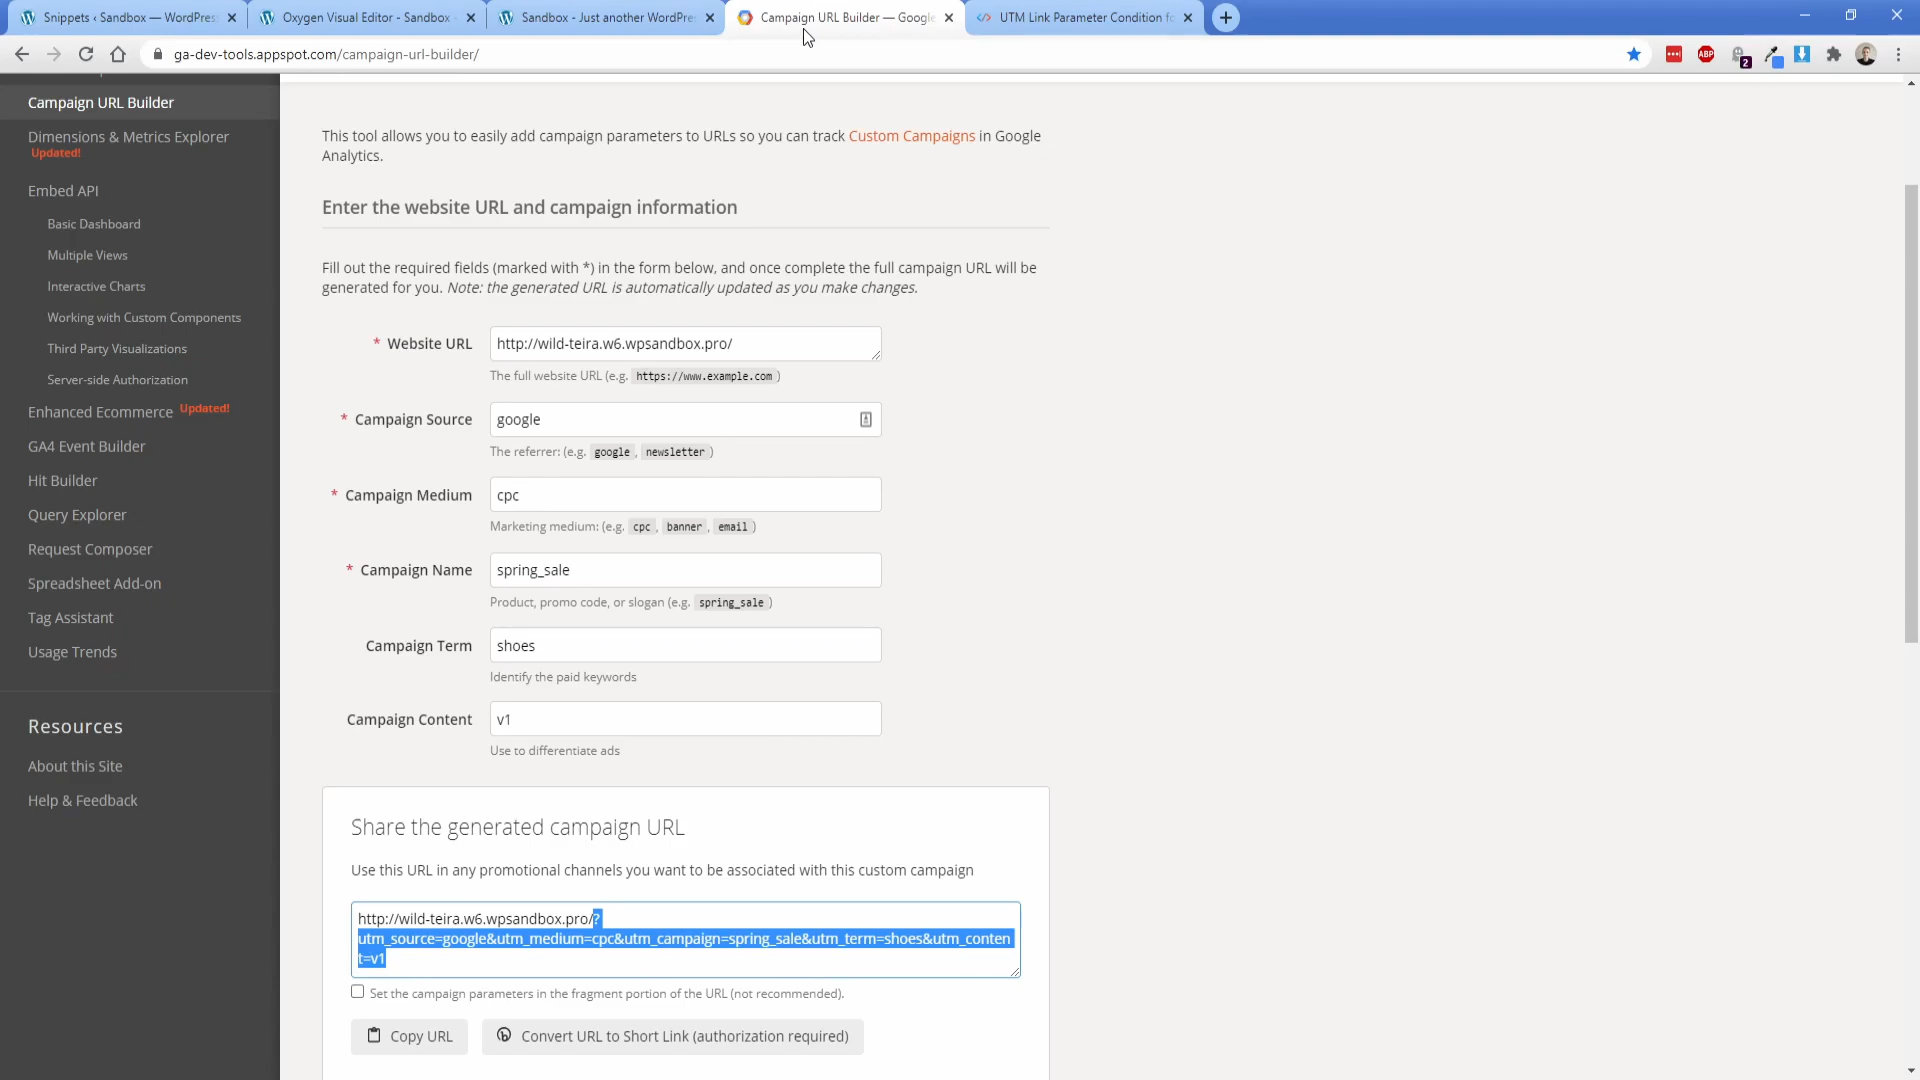 Snippets ‹ Sandbox — WordPres
Oxygen Visual Editor - Sandbox
Sandbox - Just another WordPre
Campaign URL Builder — Google
UTM Link Parameter Condition fo
ga-dev-tools.appspot.com/campaign-url-builder/
ABP
2
Campaign URL Builder
Dimensions & Metrics Explorer
Updated!
Embed API
Basic Dashboard
Multiple Views
Interactive Charts
Working with Custom Components
Third Party Visualizations
Server-side Authorization
Enhanced Ecommerce Updated!
GA4 Event Builder
Hit Builder
Query Explorer
Request Composer
Spreadsheet Add-on
Tag Assistant
Usage Trends
Resources
About this Site
Help & Feedback
This tool allows you to easily add campaign parameters to URLs so you can track Custom Campaigns in Google
Analytics.
Enter the website URL and campaign information
Fill out the required fields (marked with *) in the form below, and once complete the full campaign URL will be
generated for you. Note: the generated URL is automatically updated as you make changes.
* Website URL
http://wild-teira.w6.wpsandbox.pro/
The full website URL (e.g. https://www.example.com )
* Campaign Source
google
The referrer: (e.g. google , newsletter )
* Campaign Medium
cpc
Marketing medium: (e.g. cpc , banner , email )
* Campaign Name
spring_sale
Product, promo code, or slogan (e.g. spring_sale )
Campaign Term
shoes
Identify the paid keywords
Campaign Content
v1
Use to differentiate ads
Share the generated campaign URL
Use this URL in any promotional channels you want to be associated with this custom campaign
http://wild-teira.w6.wpsandbox.pro/?
utm_source=google&utm_medium=cpc&utm_campaign=spring_sale&utm_term=shoes&utm_conten
t=v1
Set the campaign parameters in the fragment portion of the URL (not recommended).
Copy URL
Convert URL to Short Link (authorization required)